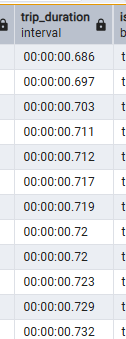 trip_duration is
interval b
00:00:00.686 t
00:00:00.697 t
00:00:00.703 t
00:00:00.711 t
00:00:00.712 t
00:00:00.717 t
00:00:00.719 t
00:00:00.72 t
00:00:00.72 t
00:00:00.723 t
00:00:00.729 t
00:00:00.732 t